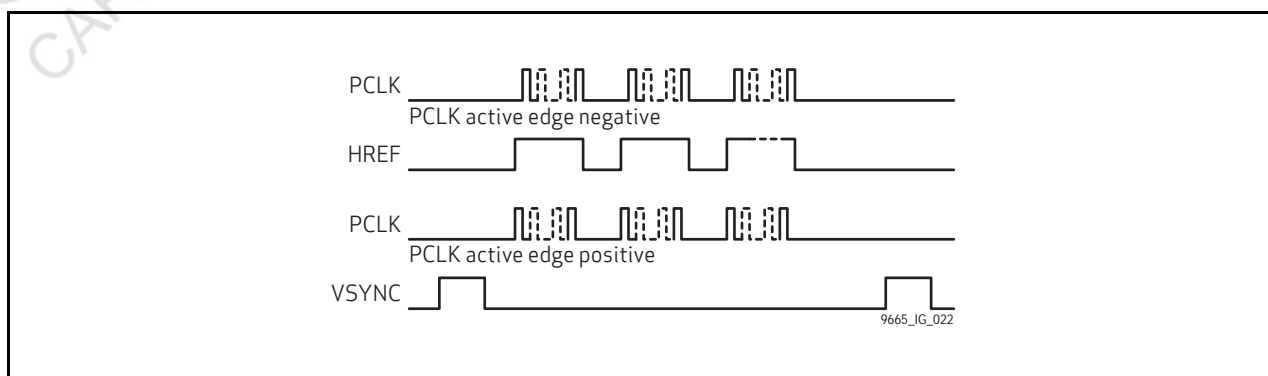 PCLK
PCLK active edge negative
HREF
PCLK
PCLK active edge positive
VSYNC
9665_IG_022